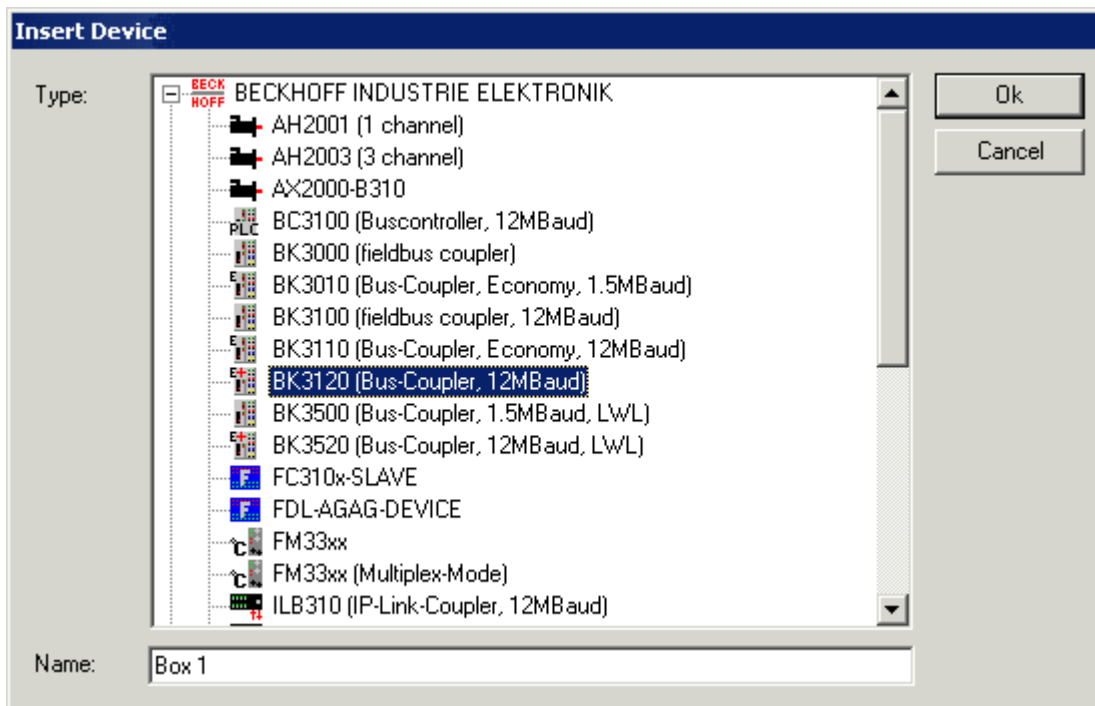 Insert Device
Type:
BECK
HOFF
BECKHOFF INDUSTRIE ELEKTRONIK
AH2001 (1 channel)
AH2003 (3 channel)
AX2000-B310
PLC
BC3100 (Buscontroller, 12MBaud)
BK3000 (fieldbus coupler)
E
BK3010 (Bus-Coupler, Economy, 1.5MBaud)
BK3100 (fieldbus coupler, 12MBaud)
E
BK3110 (Bus-Coupler, Economy, 12MBaud)
E+
BK3120 (Bus-Coupler, 12MBaud)
BK3500 (Bus-Coupler, 1.5MBaud, LWL)
E+
BK3520 (Bus-Coupler, 12MBaud, LWL)
F
FC310x-SLAVE
F
FDL-AGAG-DEVICE
°C
FM33xx
°C
FM33xx (Multiplex-Mode)
ILB310 (IP-Link-Coupler, 12MBaud)
Ok
Cancel
Name:
Box 1